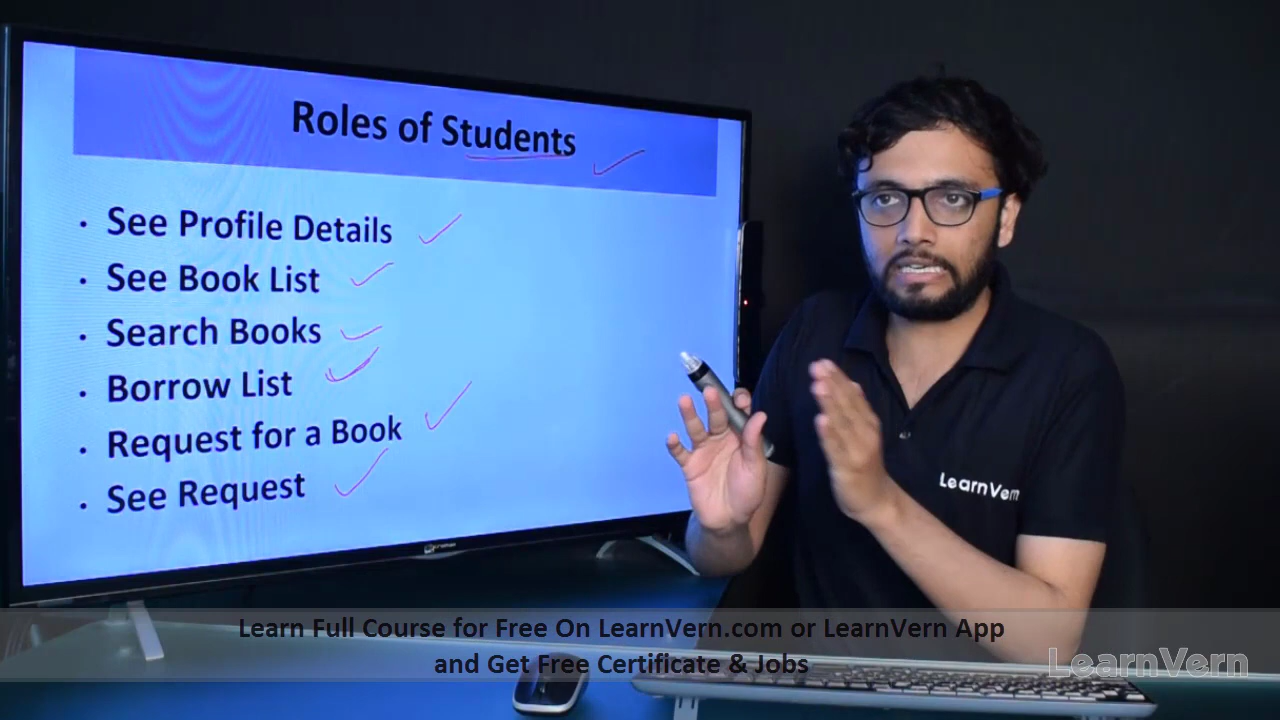 Roles of Students
• See Profile Details
• See Book List
• Search Books
• Borrow List
• Request for a Book
• See Request
LearnVern
Learn Full Course for Free On LearnVern.com or LearnVern App
and Get Free Certificate & Jobs
LearnVern